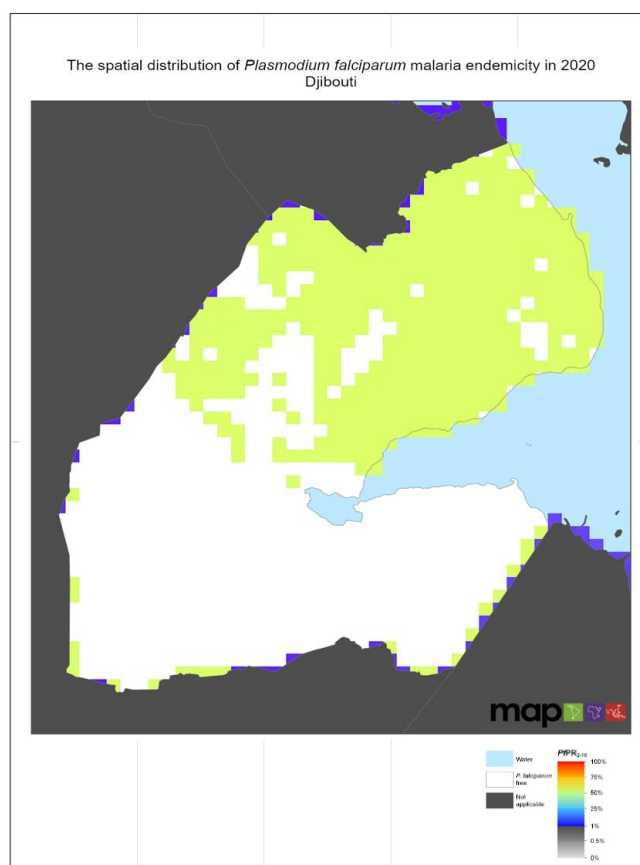 The spatial distribution of Plasmodium falciparum malaria endemicity in 2020
Djibouti
map
Water
P. falciparum
free
Not
applicable
PfPR2-10
100%
75%
50%
25%
1%
0.5%
0%